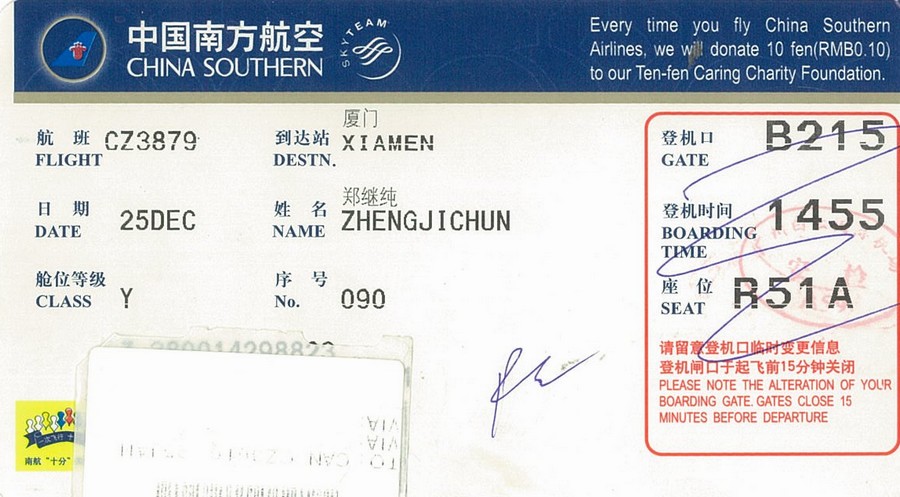 中国南方航空
CHINA SOUTHERN
SKYTEAM
Every time you fly China Southern
Airlines, we will donate 10 fen(RMB0.10)
to our Ten-fen Caring Charity Foundation.
航 班 CZ3879
FLIGHT
到达站 厦门
DESTN. XIAMEN
登机口 B215
GATE
日 期 25DEC
DATE
姓 名 郑继纯
NAME ZHENGJICHUN
登机时间 1455
BOARDING
TIME
舱位等级 Y
CLASS
序 号 090
No.
座 位 R51A
SEAT
请留意登机口临时变更信息
登机闸口于起飞前15分钟关闭
PLEASE NOTE THE ALTERATION OF YOUR
BOARDING GATE. GATES CLOSE 15
MINUTES BEFORE DEPARTURE
安检
VIA
VIA
南航 "十分"